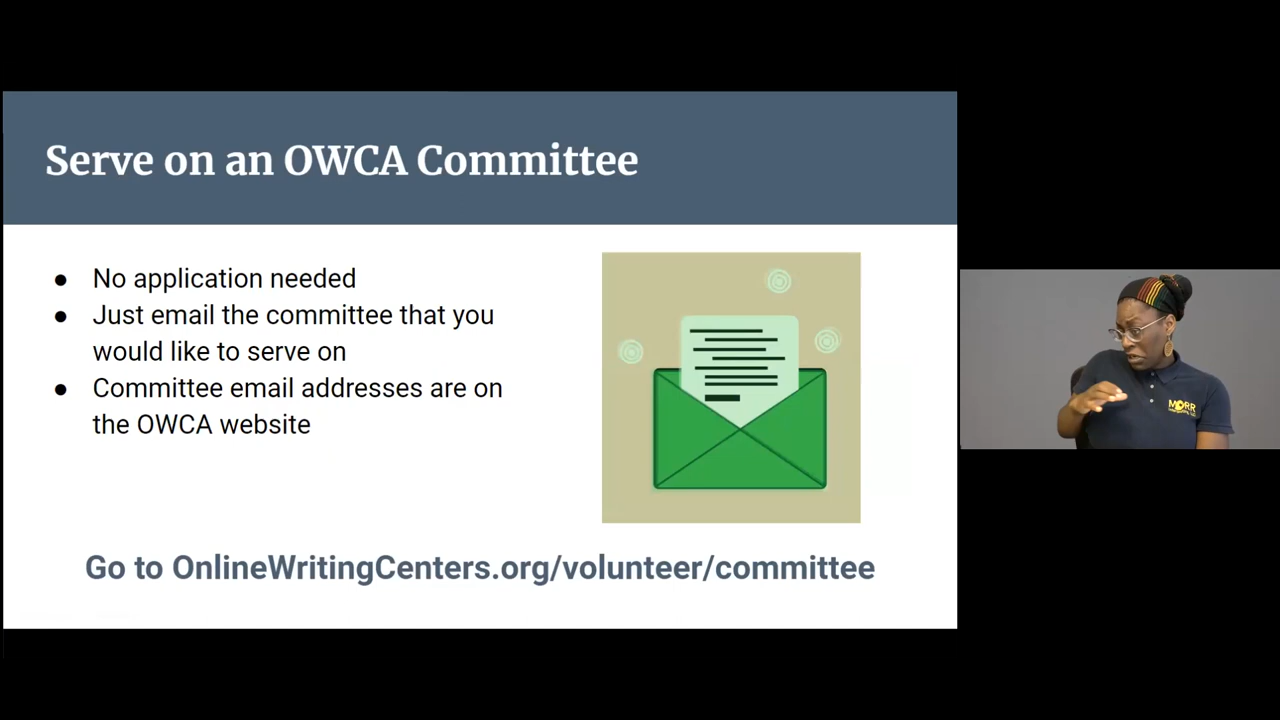 Serve on an OWCA Committee
● No application needed
● Just email the committee that you
would like to serve on
● Committee email addresses are on
the OWCA website
Go to OnlineWritingCenters.org/volunteer/committee
MORR